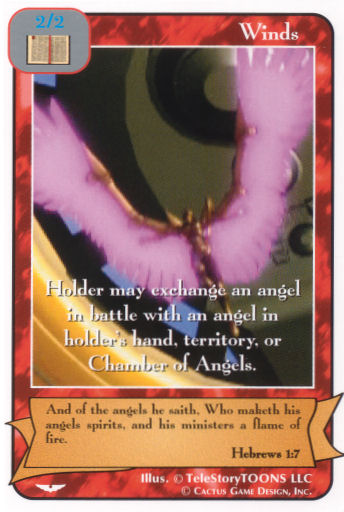 2/2
Winds
Holder may exchange an angel
in battle with an angel in
holder's hand, territory, or
Chamber of Angels.
And of the angels he saith, Who maketh his
angels spirits, and his ministers a flame of
fire.
Hebrews 1:7
Illus. © TeleStoryTOONS LLC
© Cactus Game Design, Inc.